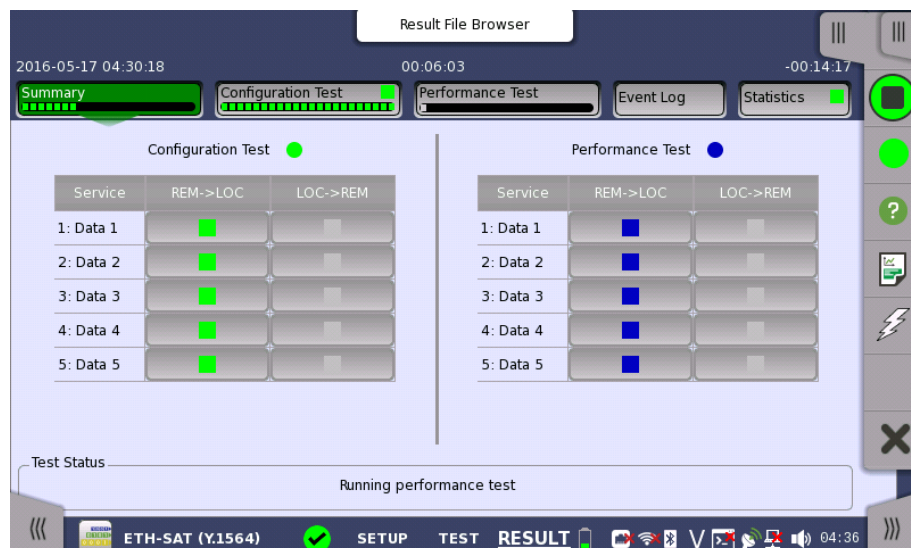 Result File Browser
2016-05-17 04:30:18 00:06:03 -00:14:17
Summary Configuration Test Performance Test Event Log Statistics
Configuration Test Performance Test
Service REM->LOC LOC->REM Service REM->LOC LOC->REM
1: Data 1 1: Data 1
2: Data 2 2: Data 2
3: Data 3 3: Data 3
4: Data 4 4: Data 4
5: Data 5 5: Data 5
Test Status
Running performance test
ETH-SAT (Y.1564) SETUP TEST RESULT 04:36